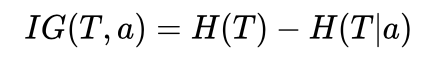 IG(T, a) = H(T) − H(T|a)